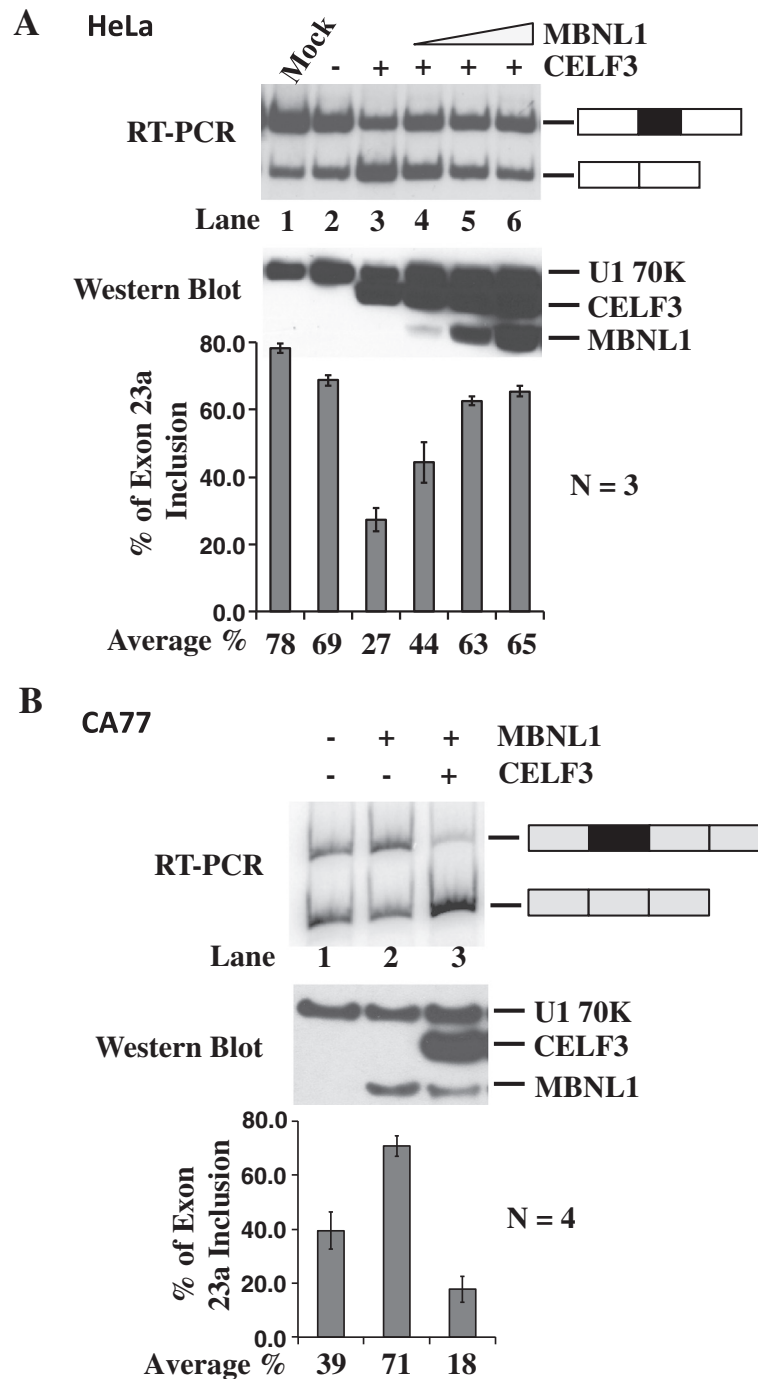 A HeLa
Mock - + + + + MBNL1
CELF3
RT-PCR
Lane 1 2 3 4 5 6
Western Blot
U1 70K
CELF3
MBNL1
% of Exon 23a
Inclusion
80.0
60.0
40.0
20.0
0.0
N = 3
Average % 78 69 27 44 63 65
B CA77
- + + MBNL1
- - + CELF3
RT-PCR
Lane 1 2 3
Western Blot
U1 70K
CELF3
MBNL1
% of Exon
23a Inclusion
80.0
60.0
40.0
20.0
0.0
N = 4
Average % 39 71 18